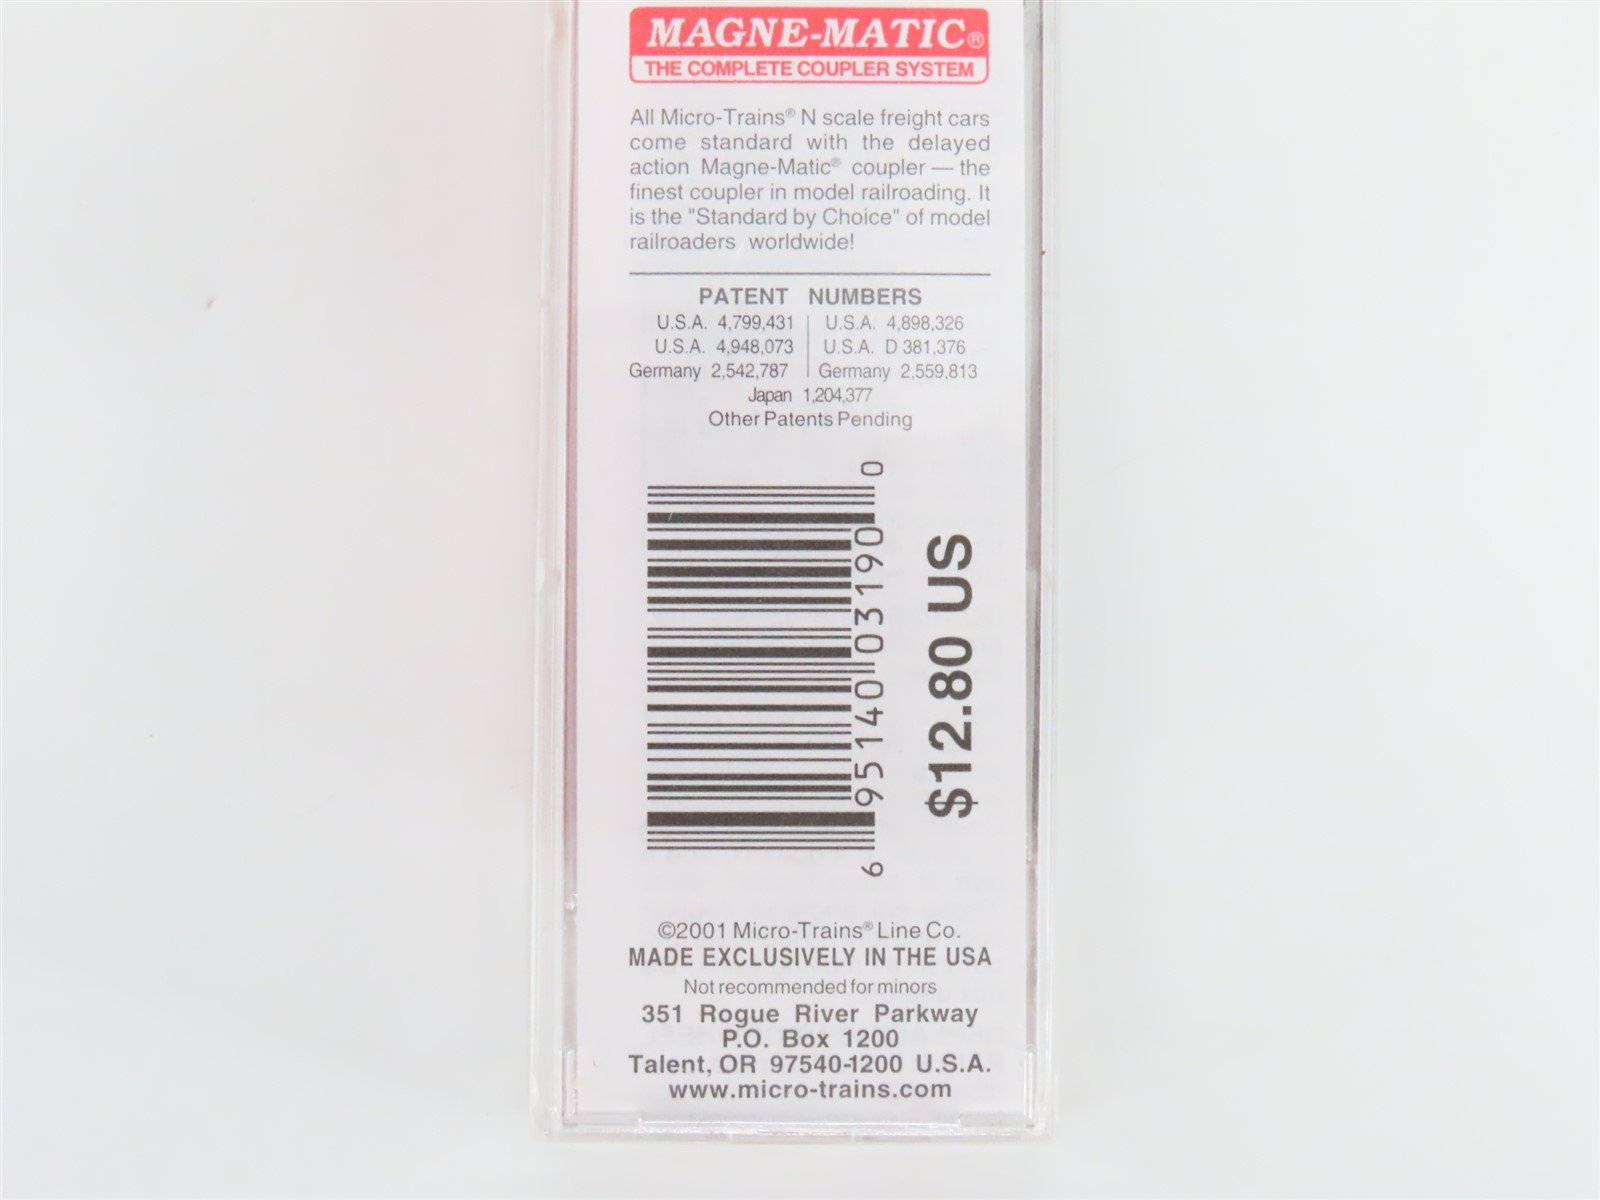 MAGNE-MATIC®
THE COMPLETE COUPLER SYSTEM
All Micro-Trains® N scale freight cars
come standard with the delayed
action Magne-Matic® coupler — the
finest coupler in model railroading. It
is the "Standard by Choice" of model
railroaders worldwide!
PATENT NUMBERS
U.S.A. 4,799,431 U.S.A. 4,898,326
U.S.A. 4,948,073 U.S.A. D 381,376
Germany 2,542,787 Germany 2,559,813
Japan 1,204,377
Other Patents Pending
6 95140 03190 0
$12.80 US
©2001 Micro-Trains® Line Co.
MADE EXCLUSIVELY IN THE USA
Not recommended for minors
351 Rogue River Parkway
P.O. Box 1200
Talent, OR 97540-1200 U.S.A.
www.micro-trains.com